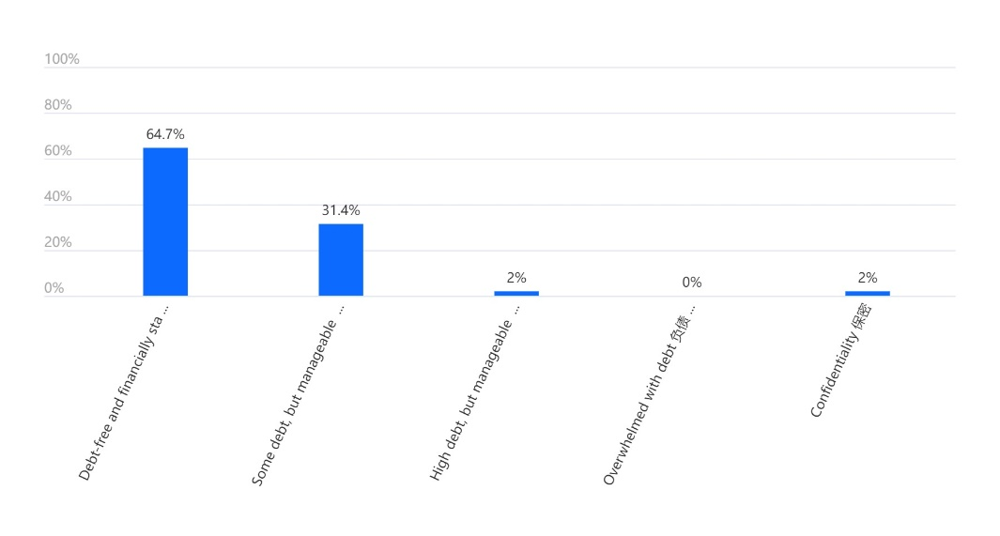 100%
80%
64.7%
60%
40%
31.4%
20%
2%
0%
2%
0%
Debt-free and financially sta ...
Some debt, but manageable ...
High debt, but manageable ...
Overwhelmed with debt 负债 ...
Confidentiality 保密